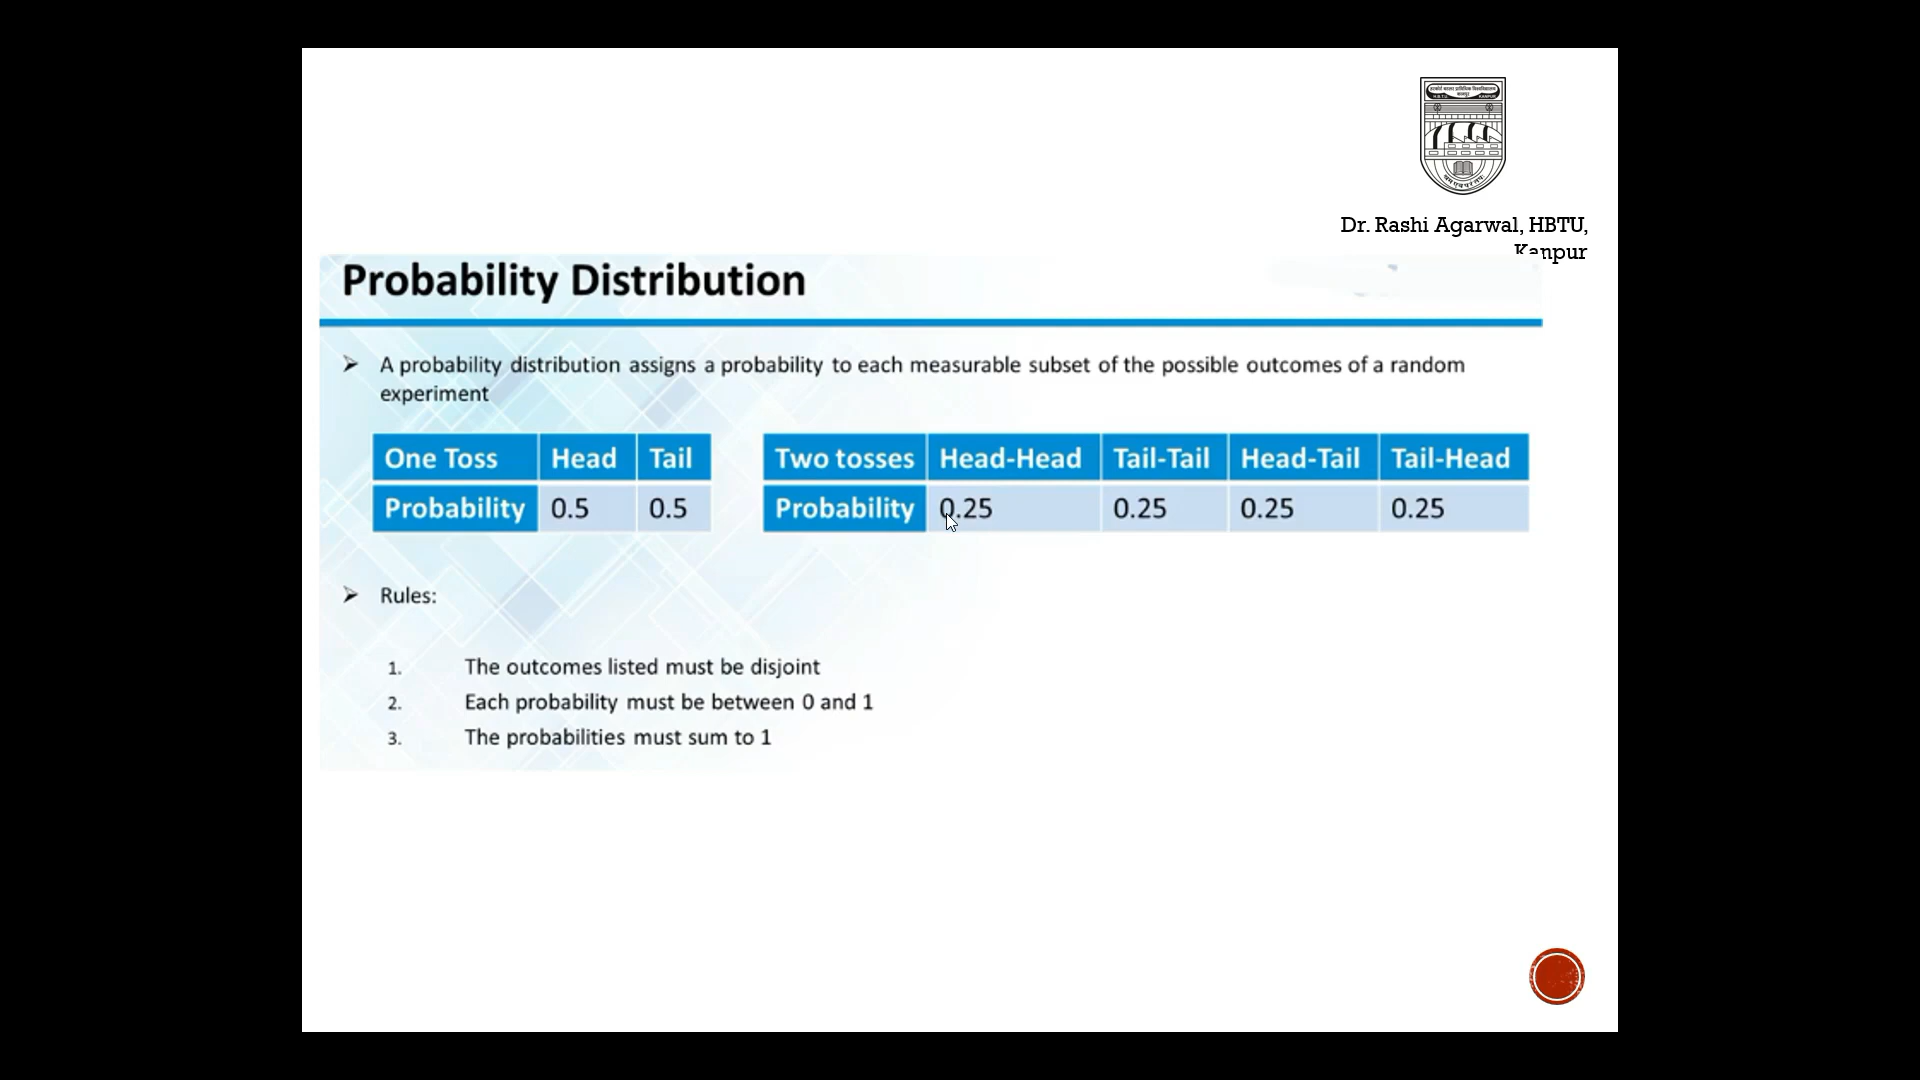 Dr. Rashi Agarwal, HBTU,
Kanpur
Probability Distribution
➢ A probability distribution assigns a probability to each measurable subset of the possible outcomes of a random
experiment
One Toss Head Tail
Probability 0.5 0.5
Two tosses Head-Head Tail-Tail Head-Tail Tail-Head
Probability 0.25 0.25 0.25 0.25
➢ Rules:
1. The outcomes listed must be disjoint
2. Each probability must be between 0 and 1
3. The probabilities must sum to 1